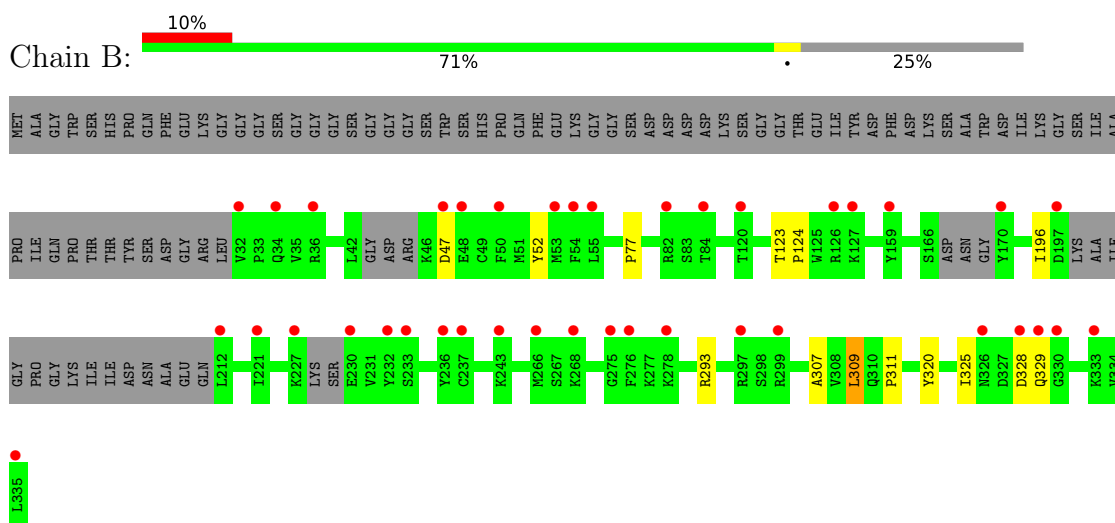 10%
Chain B:
71% • 25%
MET ALA GLY TRP SER HIS PRO GLN PHE GLU LYS GLY GLY GLY SER GLY GLY GLY SER GLY GLY GLY SER TRP SER HIS PRO GLN PHE GLU LYS GLY GLY SER ASP ASP ASP ASP LYS SER GLY GLY THR GLU ILE TYR ASP PHE ASP LYS SER ALA TRP ASP ILE LYS GLY SER ILE ALA
PRO ILE GLN PRO THR THR TYR SER ASP GLY ARG LEU V32 P33 Q34 V35 R36 L42 GLY ASP ARG K46 D47 E48 C49 F50 M51 Y52 M53 F54 L55 P77 R82 S83 T84 T120 T123 P124 W125 R126 K127 Y159 S166 ASP ASN GLY Y170 I196 D197 LYS ALA ILE
GLY PRO GLY LYS ILE ILE ASP ASN ALA GLU GLN L212 I221 K227 LYS SER E230 V231 Y232 S233 Y236 C237 K243 M266 S267 K268 G275 F276 K277 K278 R293 R297 S298 R299 A307 V308 L309 Q310 P311 Y320 I325 N326 D327 D328 Q329 G330 K333 V334
L335